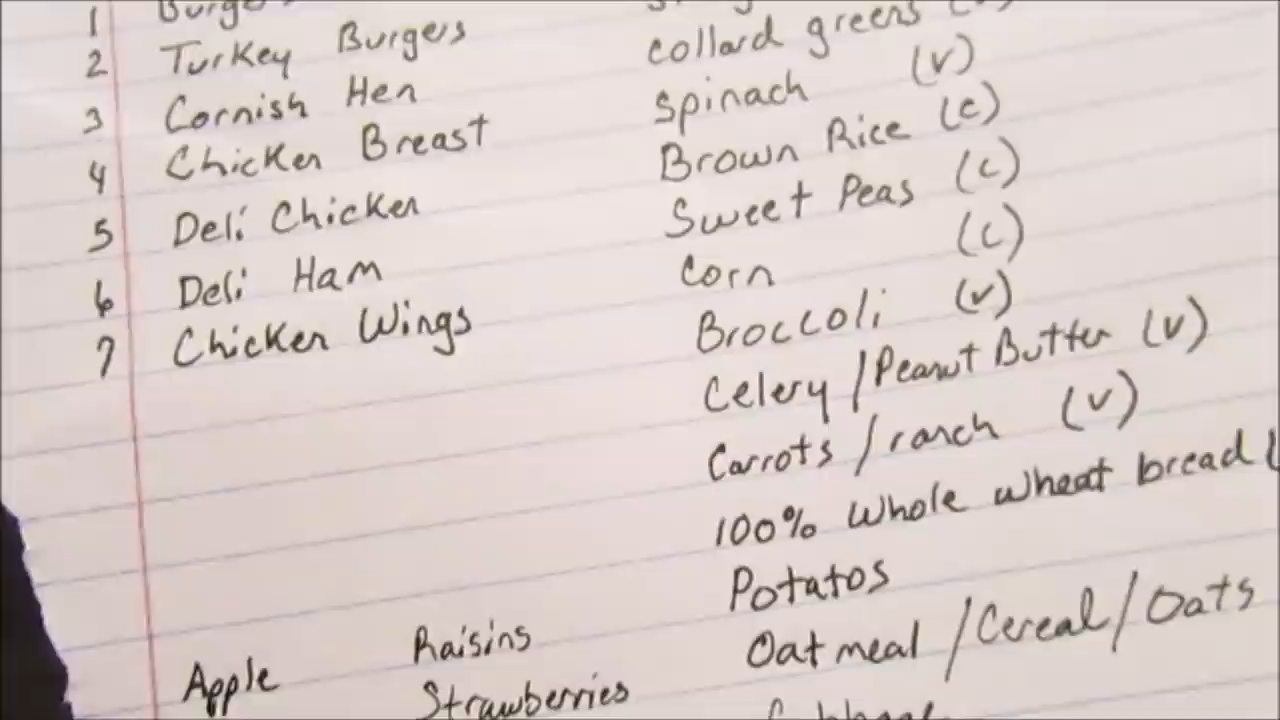 1 Burgers
2 Turkey Burgers collard greens
3 Cornish Hen Spinach (v)
4 Chicken Breast Brown Rice (c)
5 Deli Chicken Sweet Peas (c)
6 Deli Ham Corn (c)
7 Chicken Wings Broccoli (v)
Celery / Peanut Butter (v)
Carrots / ranch (v)
100% Whole wheat bread (
Potatos
Raisins Oatmeal / Cereal / Oats
Apple Strawberries